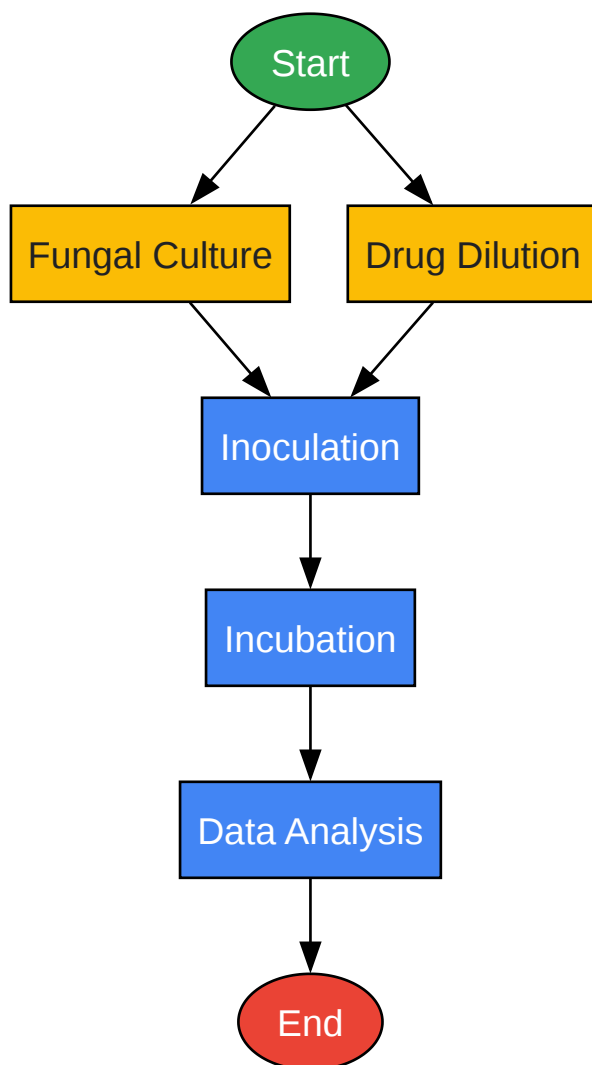 Start
Fungal Culture
Drug Dilution
Inoculation
Incubation
Data Analysis
End